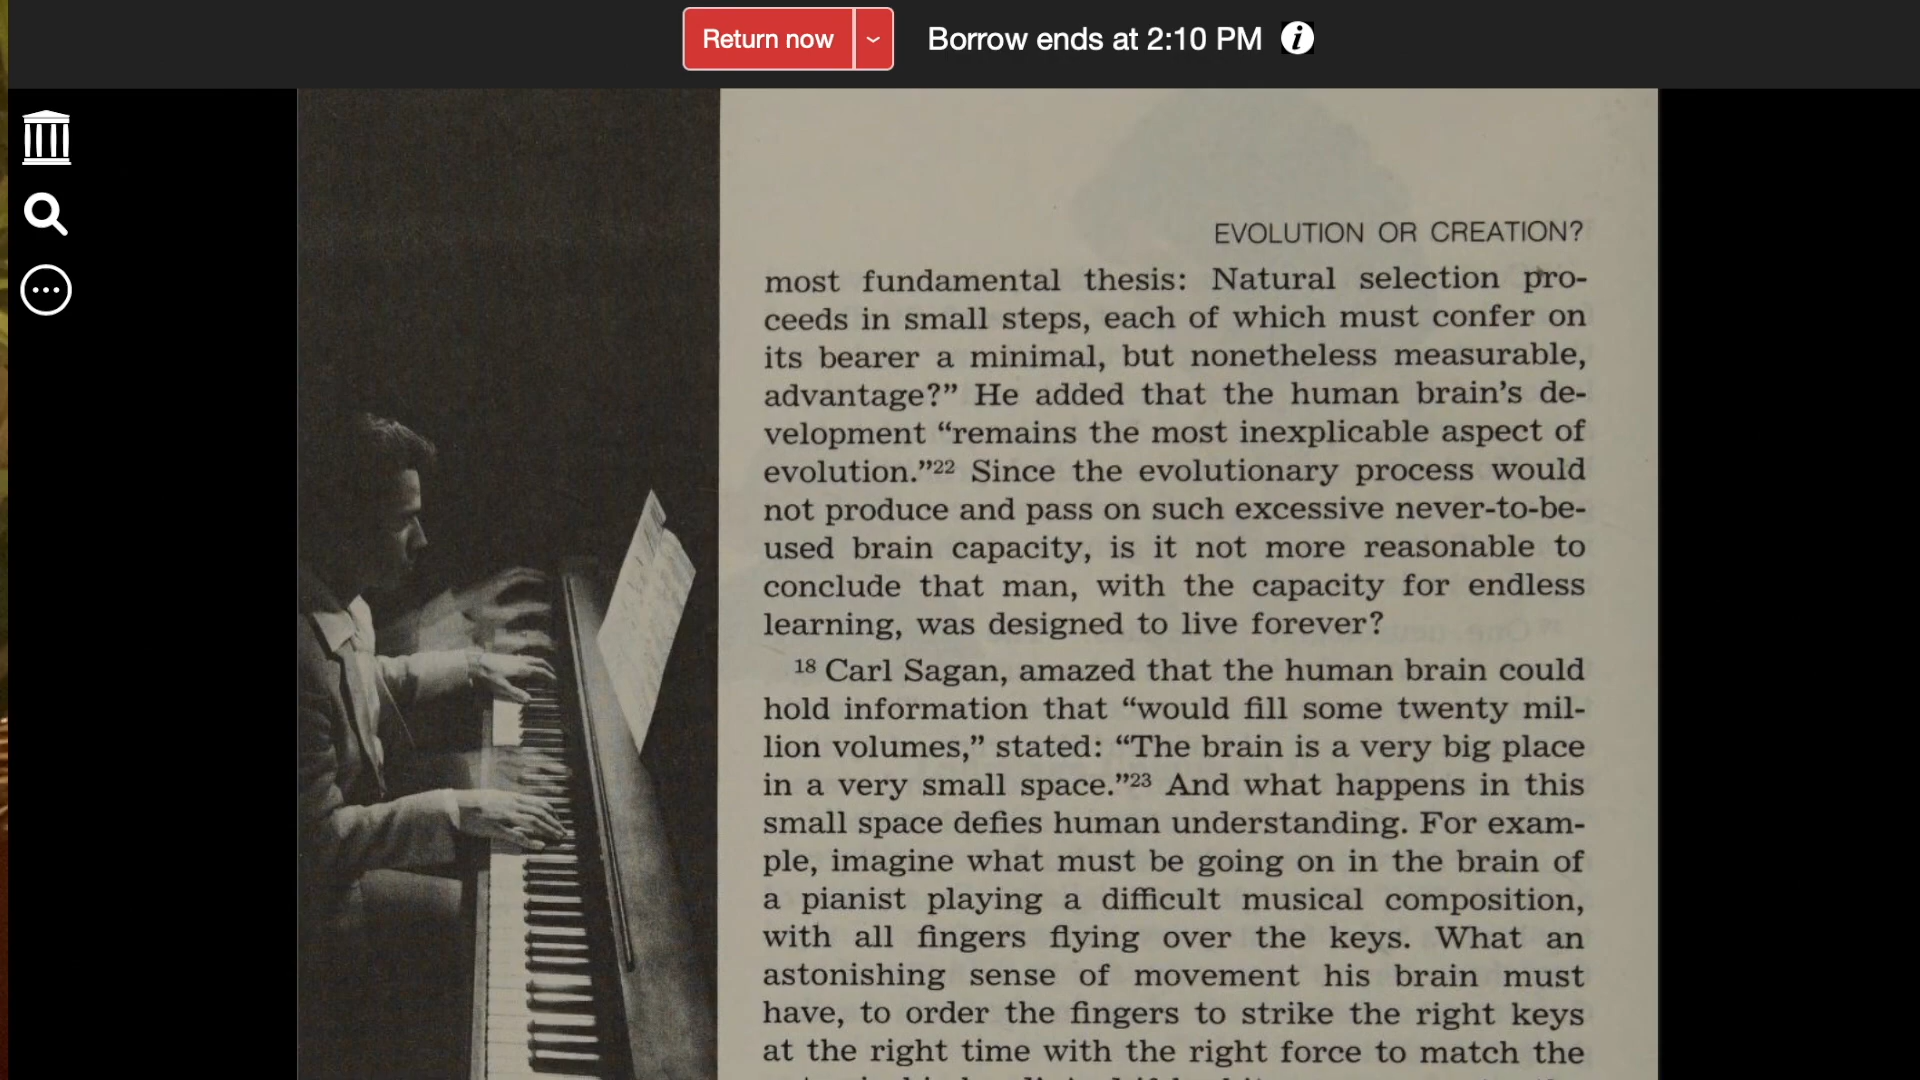 Return now
Borrow ends at 2:10 PM
EVOLUTION OR CREATION?
most fundamental thesis: Natural selection pro-
ceeds in small steps, each of which must confer on
its bearer a minimal, but nonetheless measurable,
advantage?” He added that the human brain’s de-
velopment “remains the most inexplicable aspect of
evolution.”22 Since the evolutionary process would
not produce and pass on such excessive never-to-be-
used brain capacity, is it not more reasonable to
conclude that man, with the capacity for endless
learning, was designed to live forever?
18 Carl Sagan, amazed that the human brain could
hold information that “would fill some twenty mil-
lion volumes,” stated: “The brain is a very big place
in a very small space.”23 And what happens in this
small space defies human understanding. For exam-
ple, imagine what must be going on in the brain of
a pianist playing a difficult musical composition,
with all fingers flying over the keys. What an
astonishing sense of movement his brain must
have, to order the fingers to strike the right keys
at the right time with the right force to match the